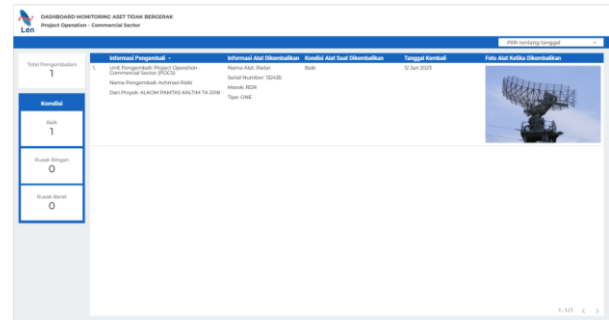 DASHBOARD MONITORING ASET TIDAK BERGERAK
Project Operation - Commercial Sector
Len
Pilih rentang tanggal
Total Pengembalian
1
Kondisi
Baik
1
Rusak Ringan
0
Rusak Berat
0
Informasi Pengembali
Informasi Alat Dikembalikan
Kondisi Alat Saat Dikembalikan
Tanggal Kembali
Foto Alat Ketika Dikembalikan
1.
Unit Pengembali: Project Operation -
Commercial Sector (POCS)
Nama Pengembali: Achmad Rizki
Dari Proyek: ALKOM PAMTAS KALTIM TA 2018
Nama Alat: Radar
Serial Number: 132435
Merek: RDR
Tipe: ONE
Baik
12 Jan 2023
1 - 1/1